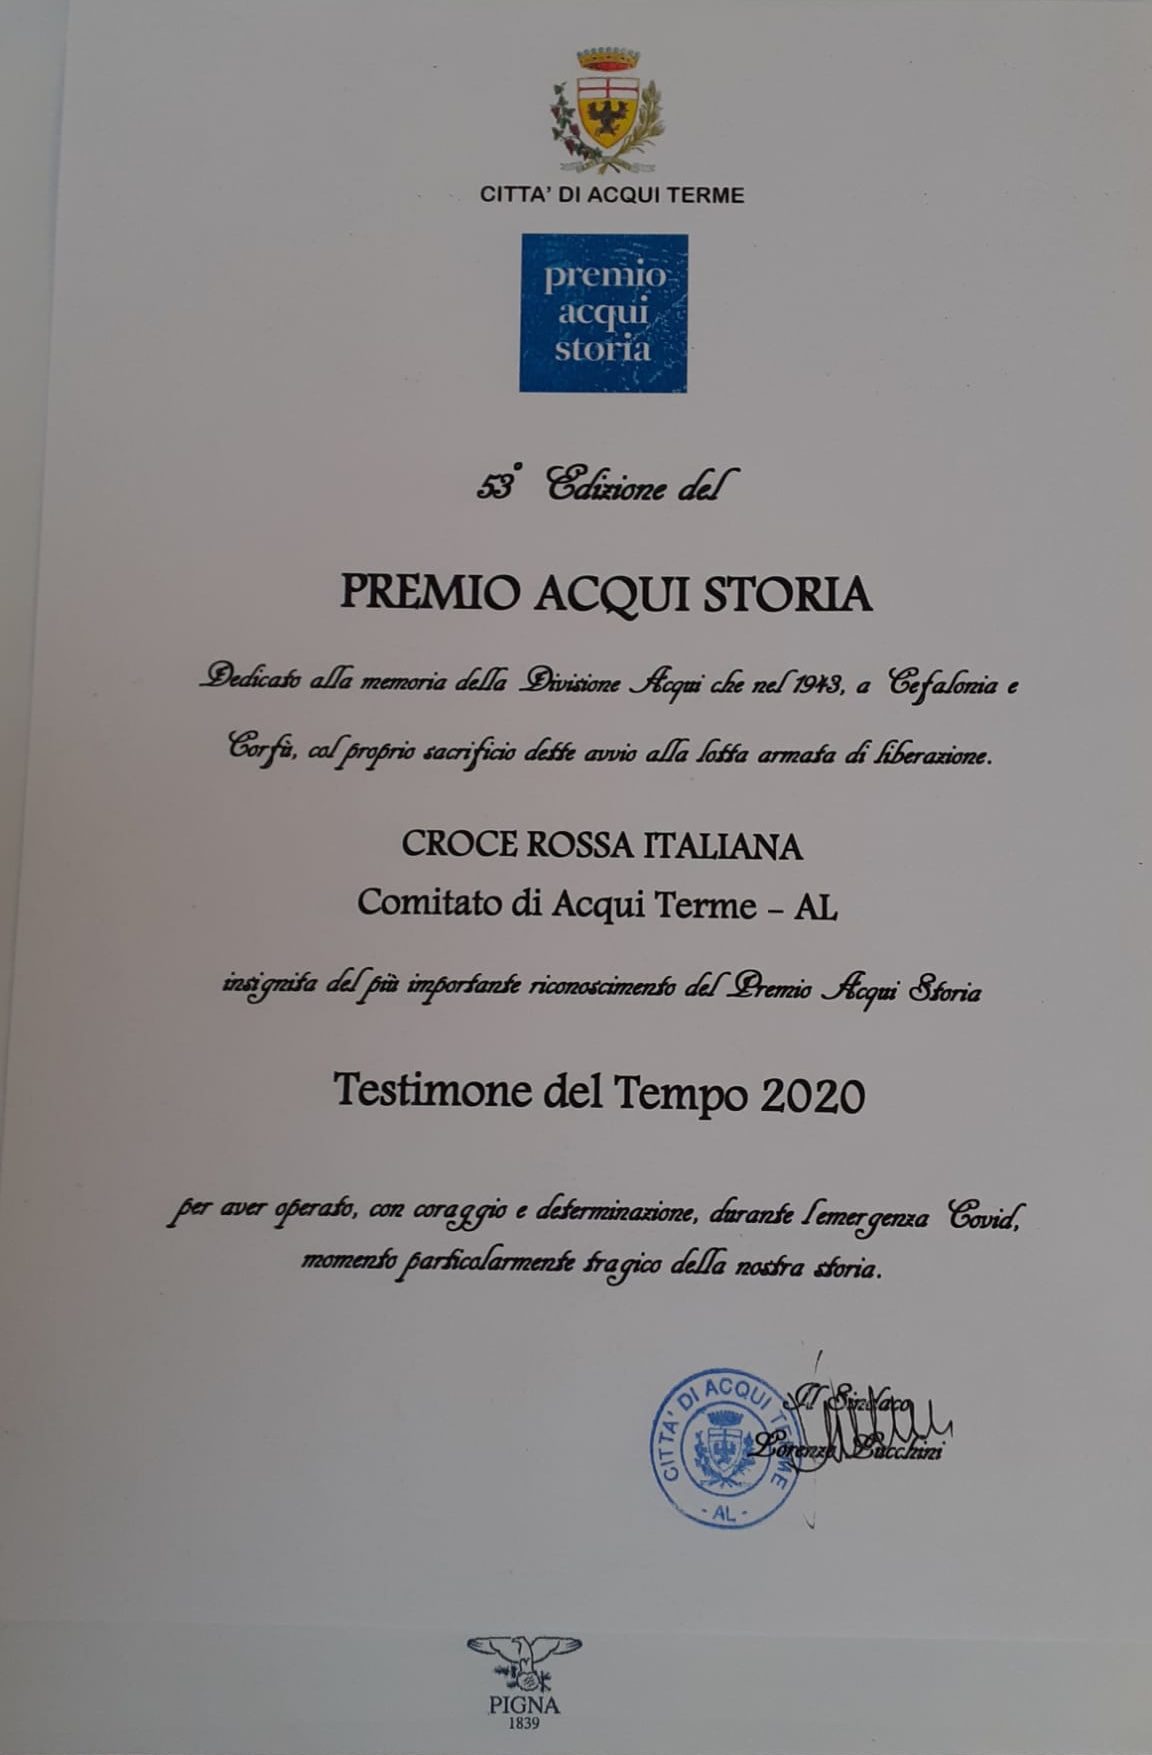 CITTA' DI ACQUI TERME
premio
acqui
storia
53° Edizione del
PREMIO ACQUI STORIA
Dedicato alla memoria della Divisione Acqui che nel 1943, a Cefalonia e
Corfù, col proprio sacrificio dette avvio alla lotta armata di liberazione.
CROCE ROSSA ITALIANA
Comitato di Acqui Terme – AL
insignita del più importante riconoscimento del Premio Acqui Storia
Testimone del Tempo 2020
per aver operato, con coraggio e determinazione, durante l'emergenza Covid,
momento particolarmente tragico della nostra storia.
CITTA' DI ACQUI TERME
- AL -
Il Sindaco
Lorenzo Lucchini
PIGNA
1839